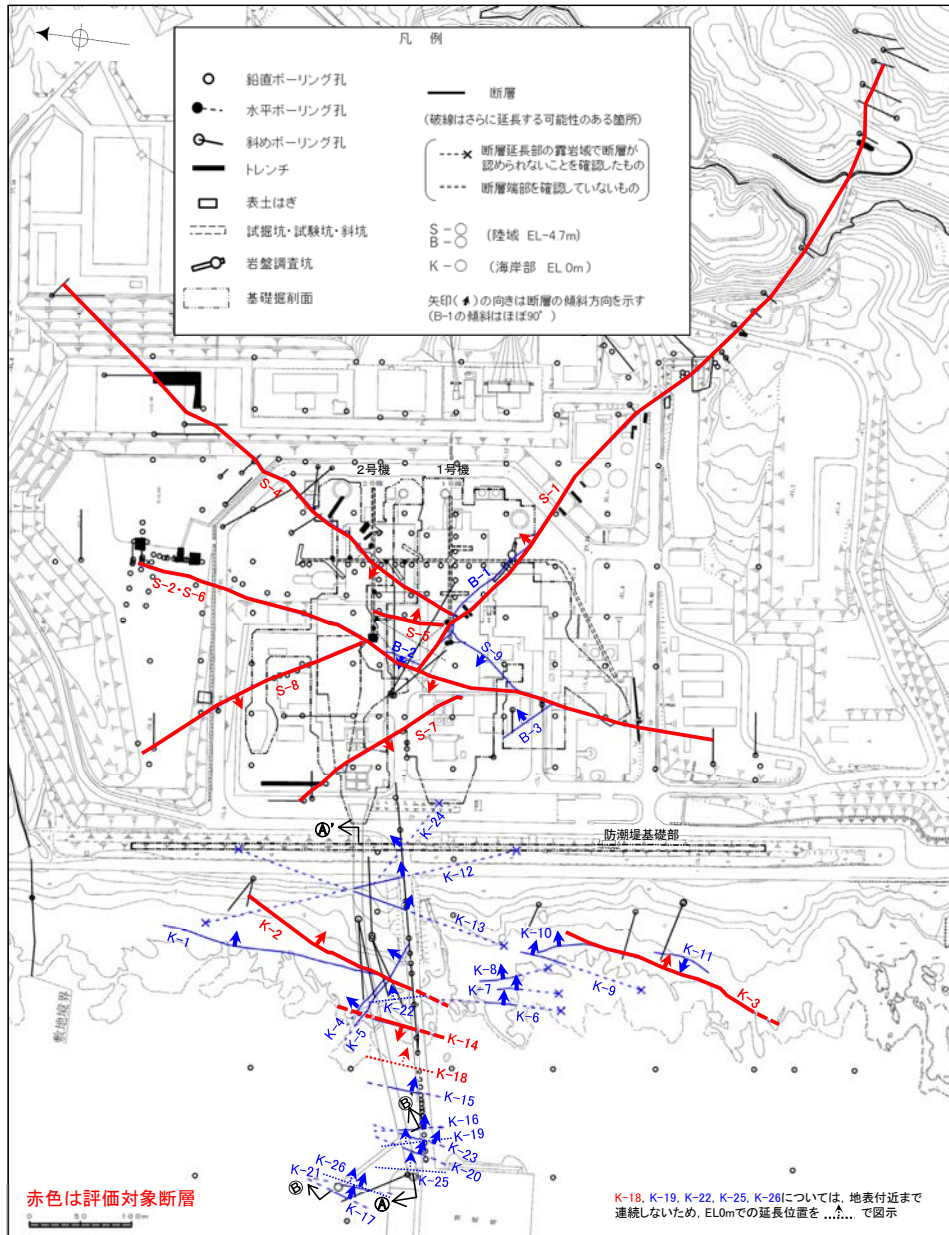 凡 例
鉛直ボーリング孔
水平ボーリング孔
斜めボーリング孔
トレンチ
表土はぎ
試掘坑・試験坑・斜坑
岩盤調査坑
基礎掘削面
断層
(破線はさらに延長する可能性のある箇所)
断層延長部の露岩域で断層が
認められないことを確認したもの
断層端部を確認していないもの
S-○
B-○
(陸域 EL-4.7m)
K-○ (海岸部 EL 0m)
矢印( )の向きは断層の傾斜方向を示す
(B-1の傾斜はほぼ90°)
2号機
1号機
S-4
S-1
S-2・S-6
B-1
S-5
B-2
S-9
S-8
B-3
S-7
K-24
Ⓐ'
防潮堤基礎部
K-12
K-2
K-1
K-13
K-10
K-11
K-8
K-7
K-9
K-6
K-3
K-22
K-4
K-5
K-14
K-18
K-15
Ⓑ
K-16
K-19
K-23
K-20
K-26
K-21
K-25
Ⓑ
K-17
Ⓐ
敷地境界
赤色は評価対象断層
0 50 100m
K-18, K-19, K-22, K-25, K-26については, 地表付近まで
連続しないため, EL0mでの延長位置を で図示